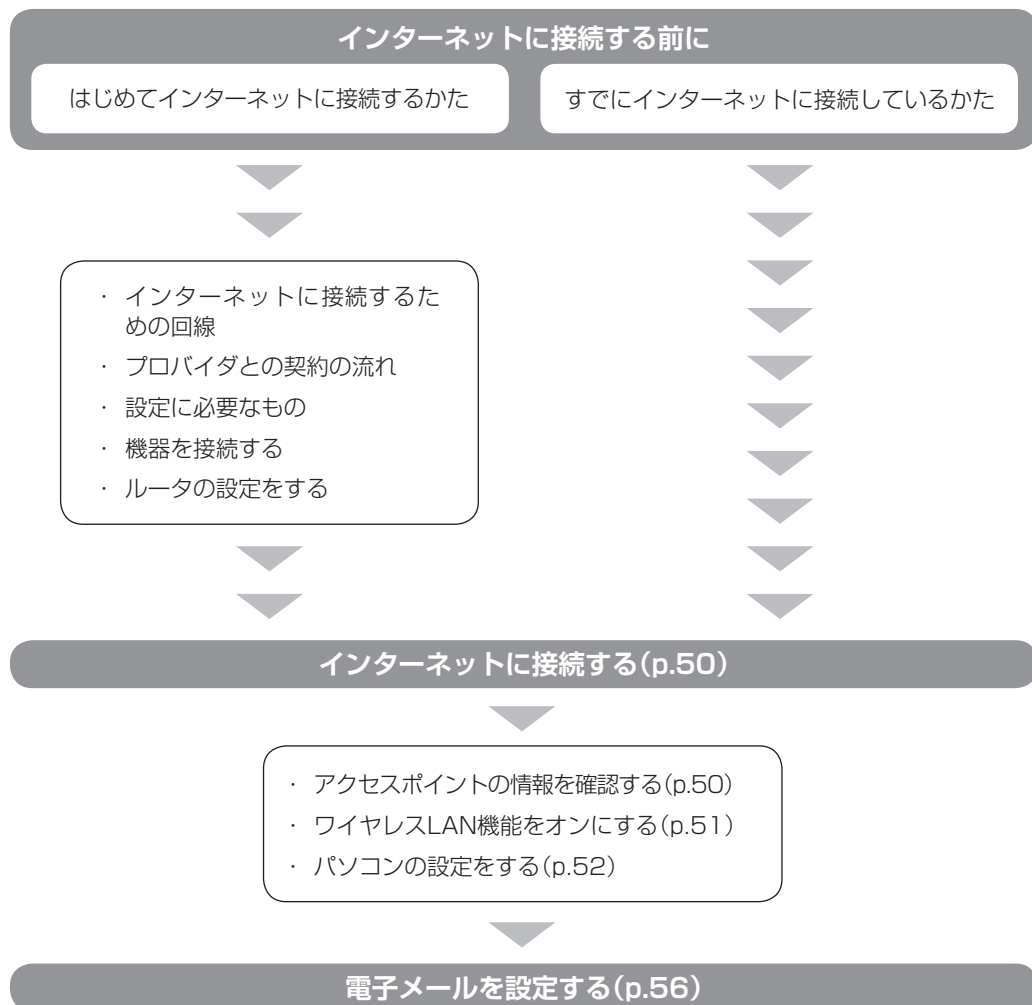 インターネットに接続する前に
はじめてインターネットに接続するかた
すでにインターネットに接続しているかた
・ インターネットに接続するた
めの回線
・ プロバイダとの契約の流れ
・ 設定に必要なもの
・ 機器を接続する
・ ルータの設定をする
インターネットに接続する(p.50)
・ アクセスポイントの情報を確認する(p.50)
・ ワイヤレスLAN機能をオンにする(p.51)
・ パソコンの設定をする(p.52)
電子メールを設定する(p.56)